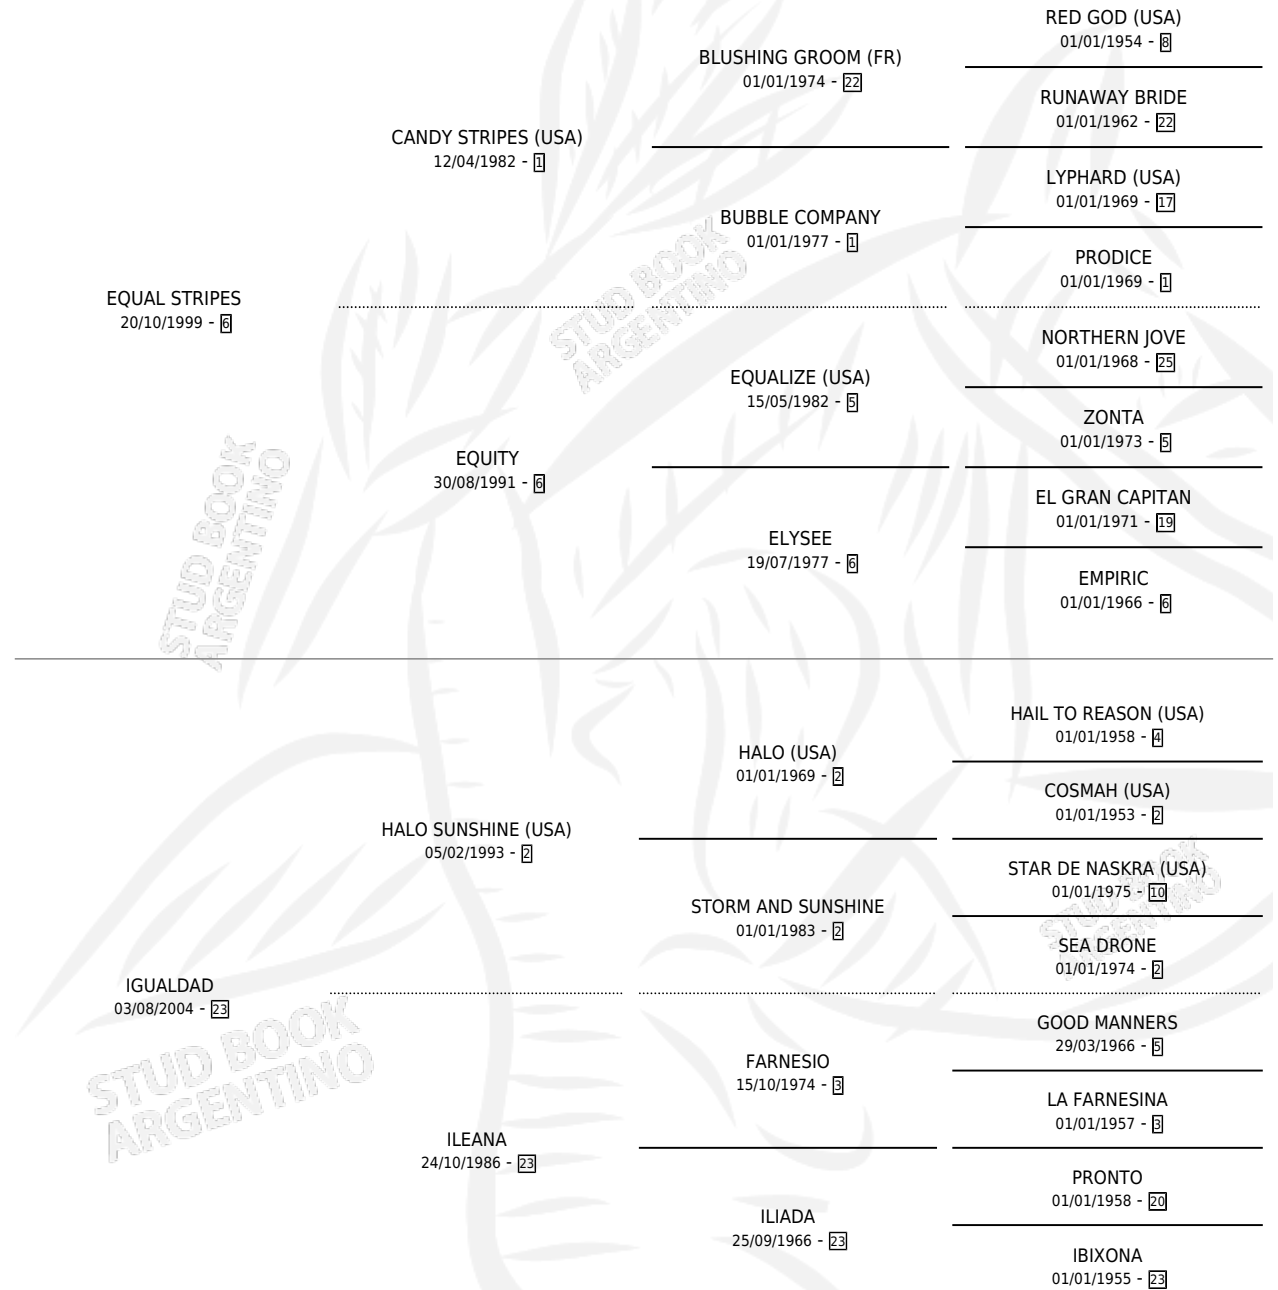 RED GOD (USA)
01/01/1954 - 8
BLUSHING GROOM (FR)
01/01/1974 - 22
RUNAWAY BRIDE
01/01/1962 - 22
CANDY STRIPES (USA)
12/04/1982 - 1
LYPHARD (USA)
01/01/1969 - 17
BUBBLE COMPANY
01/01/1977 - 1
PRODICE
01/01/1969 - 1
EQUAL STRIPES
20/10/1999 - 6
STUD BOOK
ARGENTINO
NORTHERN JOVE
01/01/1968 - 25
EQUALIZE (USA)
15/05/1982 - 5
ZONTA
01/01/1973 - 5
EQUITY
30/08/1991 - 6
EL GRAN CAPITAN
01/01/1971 - 19
ELYSEE
19/07/1977 - 6
EMPIRIC
01/01/1966 - 6
STUD BOOK
ARGENTINO
HAIL TO REASON (USA)
01/01/1958 - 4
HALO (USA)
01/01/1969 - 2
COSMAH (USA)
01/01/1953 - 2
HALO SUNSHINE (USA)
05/02/1993 - 2
STAR DE NASKRA (USA)
01/01/1975 - 10
STORM AND SUNSHINE
01/01/1983 - 2
SEA DRONE
01/01/1974 - 2
STUD BOOK
ARGENTINO
IGUALDAD
03/08/2004 - 23
GOOD MANNERS
29/03/1966 - 5
FARNESIO
15/10/1974 - 3
LA FARNESINA
01/01/1957 - 3
STUD BOOK
ARGENTINO
ILEANA
24/10/1986 - 23
PRONTO
01/01/1958 - 20
ILIADA
25/09/1966 - 23
IBIXONA
01/01/1955 - 23